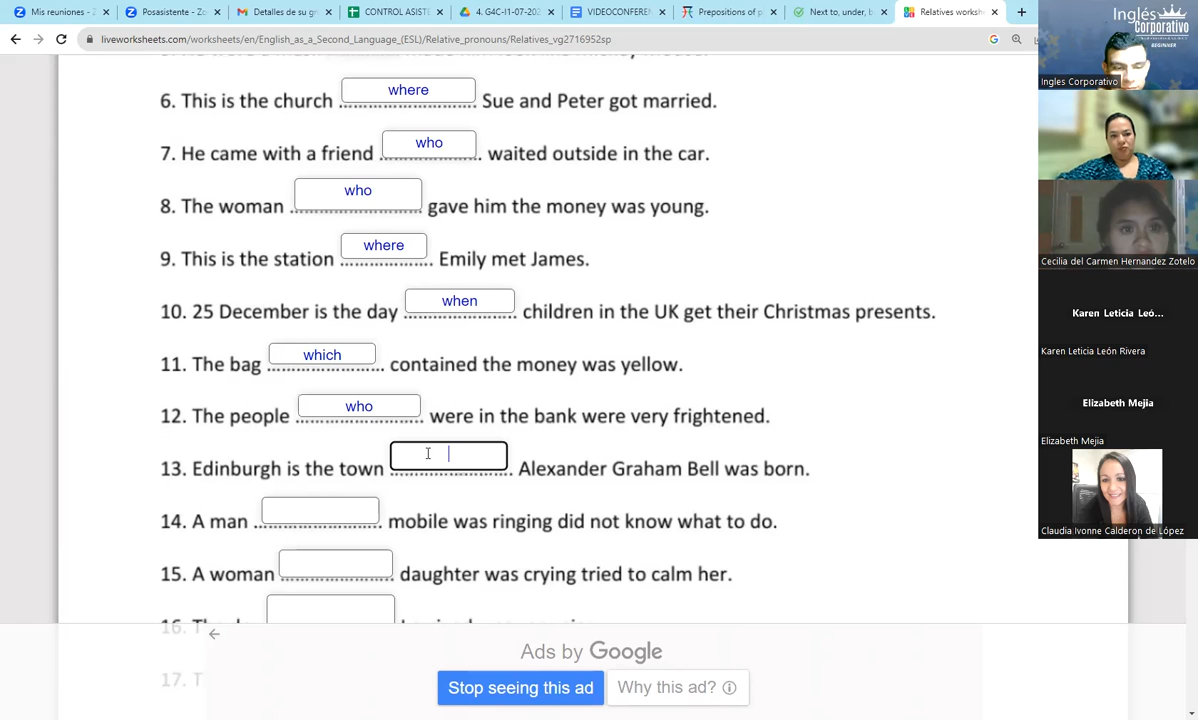 Mis reuniones - Z
Posasistente - Zo
Detalles de su gr
CONTROL ASIST
4. G4C-I1-07-202
VIDEOCONFEREN
Prepositions of p
Next to, under, b
Relatives worksh
liveworksheets.com/worksheets/en/English_as_a_Second_Language_(ESL)/Relative_pronouns/Relatives_vg2716952sp
6. This is the church where Sue and Peter got married.
7. He came with a friend who waited outside in the car.
8. The woman who gave him the money was young.
9. This is the station where Emily met James.
10. 25 December is the day when children in the UK get their Christmas presents.
11. The bag which contained the money was yellow.
12. The people who were in the bank were very frightened.
13. Edinburgh is the town Alexander Graham Bell was born.
14. A man mobile was ringing did not know what to do.
15. A woman daughter was crying tried to calm her.
16.
17. T
Ads by Google
Stop seeing this ad
Why this ad?
Inglés
Corporativo
BEGINNER
Ingles Corporativo
Cecilia del Carmen Hernandez Zotelo
Karen Leticia Leó...
Karen Leticia León Rivera
Elizabeth Mejia
Elizabeth Mejia
Claudia Ivonne Calderon de López